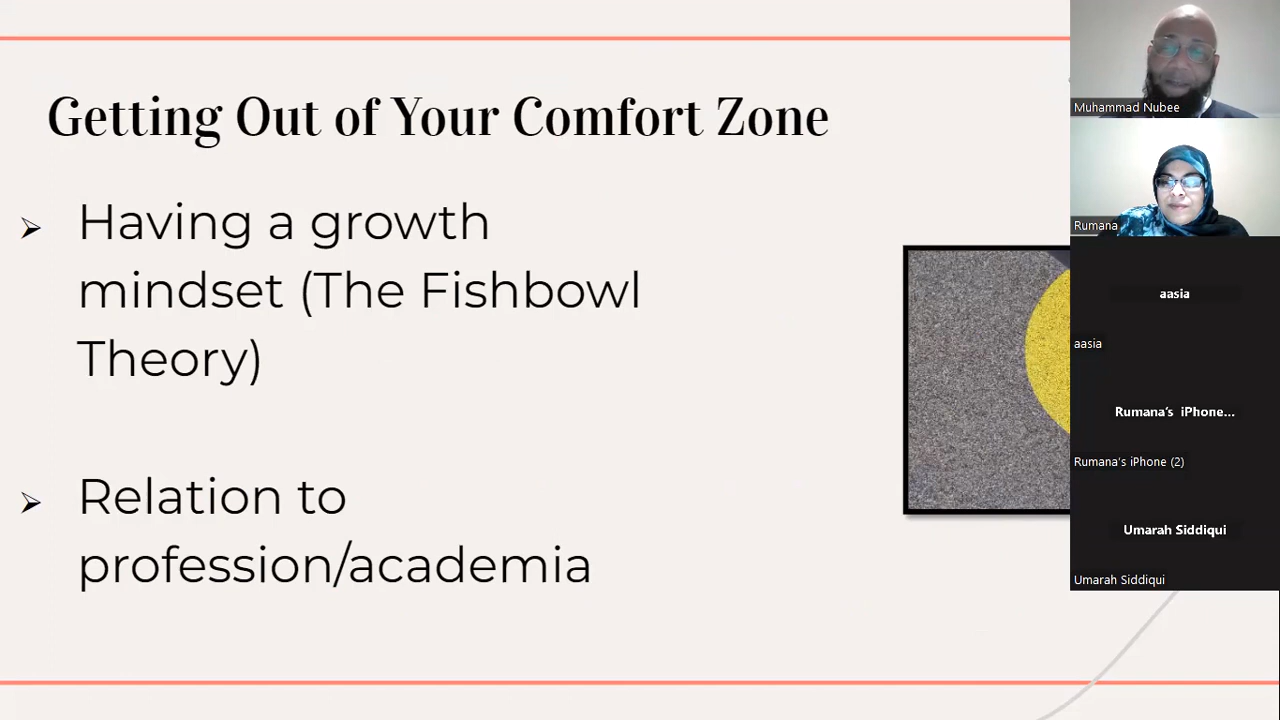 Getting Out of Your Comfort Zone
➢ Having a growth
mindset (The Fishbowl
Theory)
➢ Relation to
profession/academia
Muhammad Nubee
Rumana
aasia
aasia
Rumana's iPhone...
Rumana's iPhone (2)
Umarah Siddiqui
Umarah Siddiqui